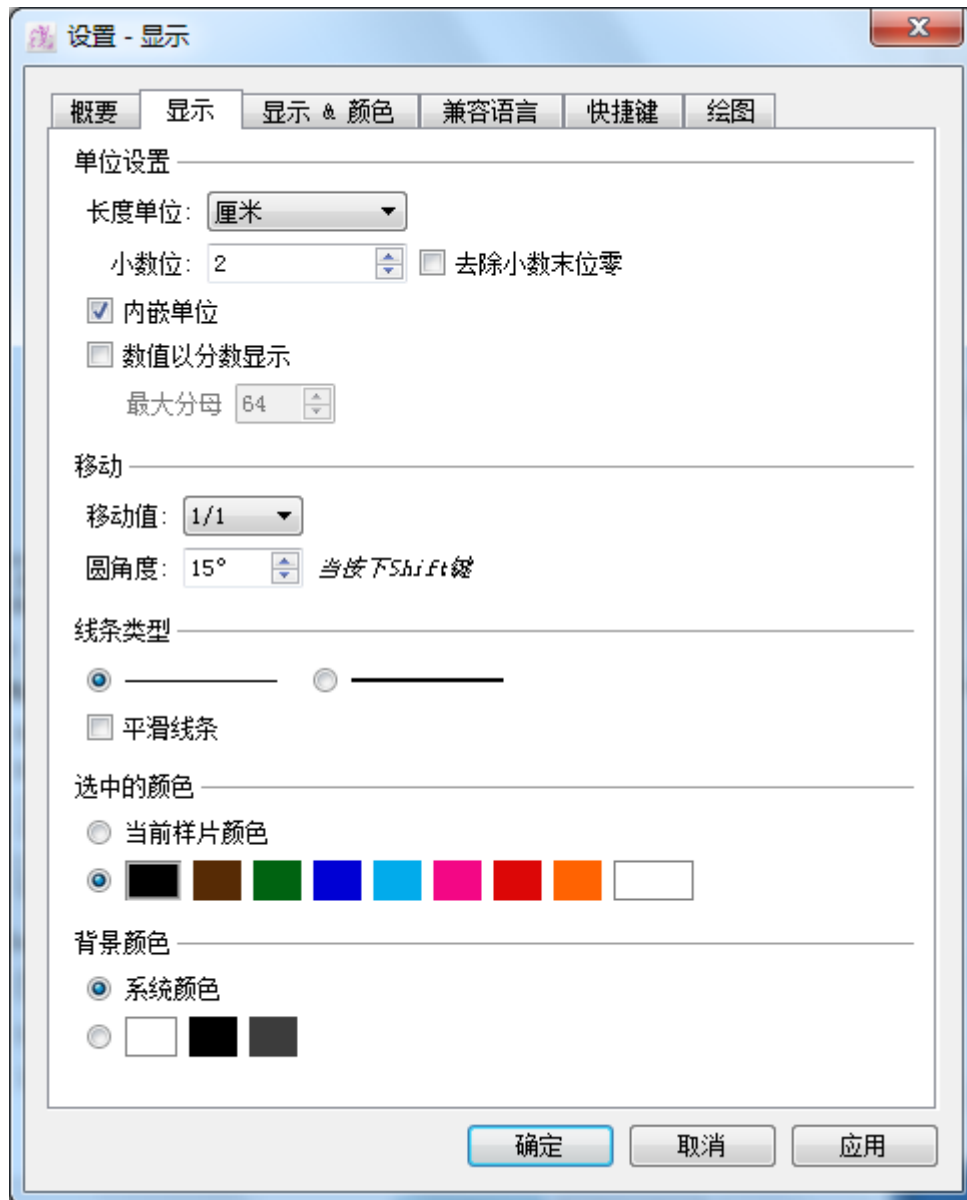 设置 - 显示
概要 显示 显示 & 颜色 兼容语言 快捷键 绘图
单位设置
长度单位: 厘米
小数位: 2 去除小数末位零
内嵌单位
数值以分数显示
最大分母 64
移动
移动值: 1/1
圆角度: 15° 当按下Shift键
线条类型
平滑线条
选中的颜色
当前样片颜色
背景颜色
系统颜色
确定 取消 应用